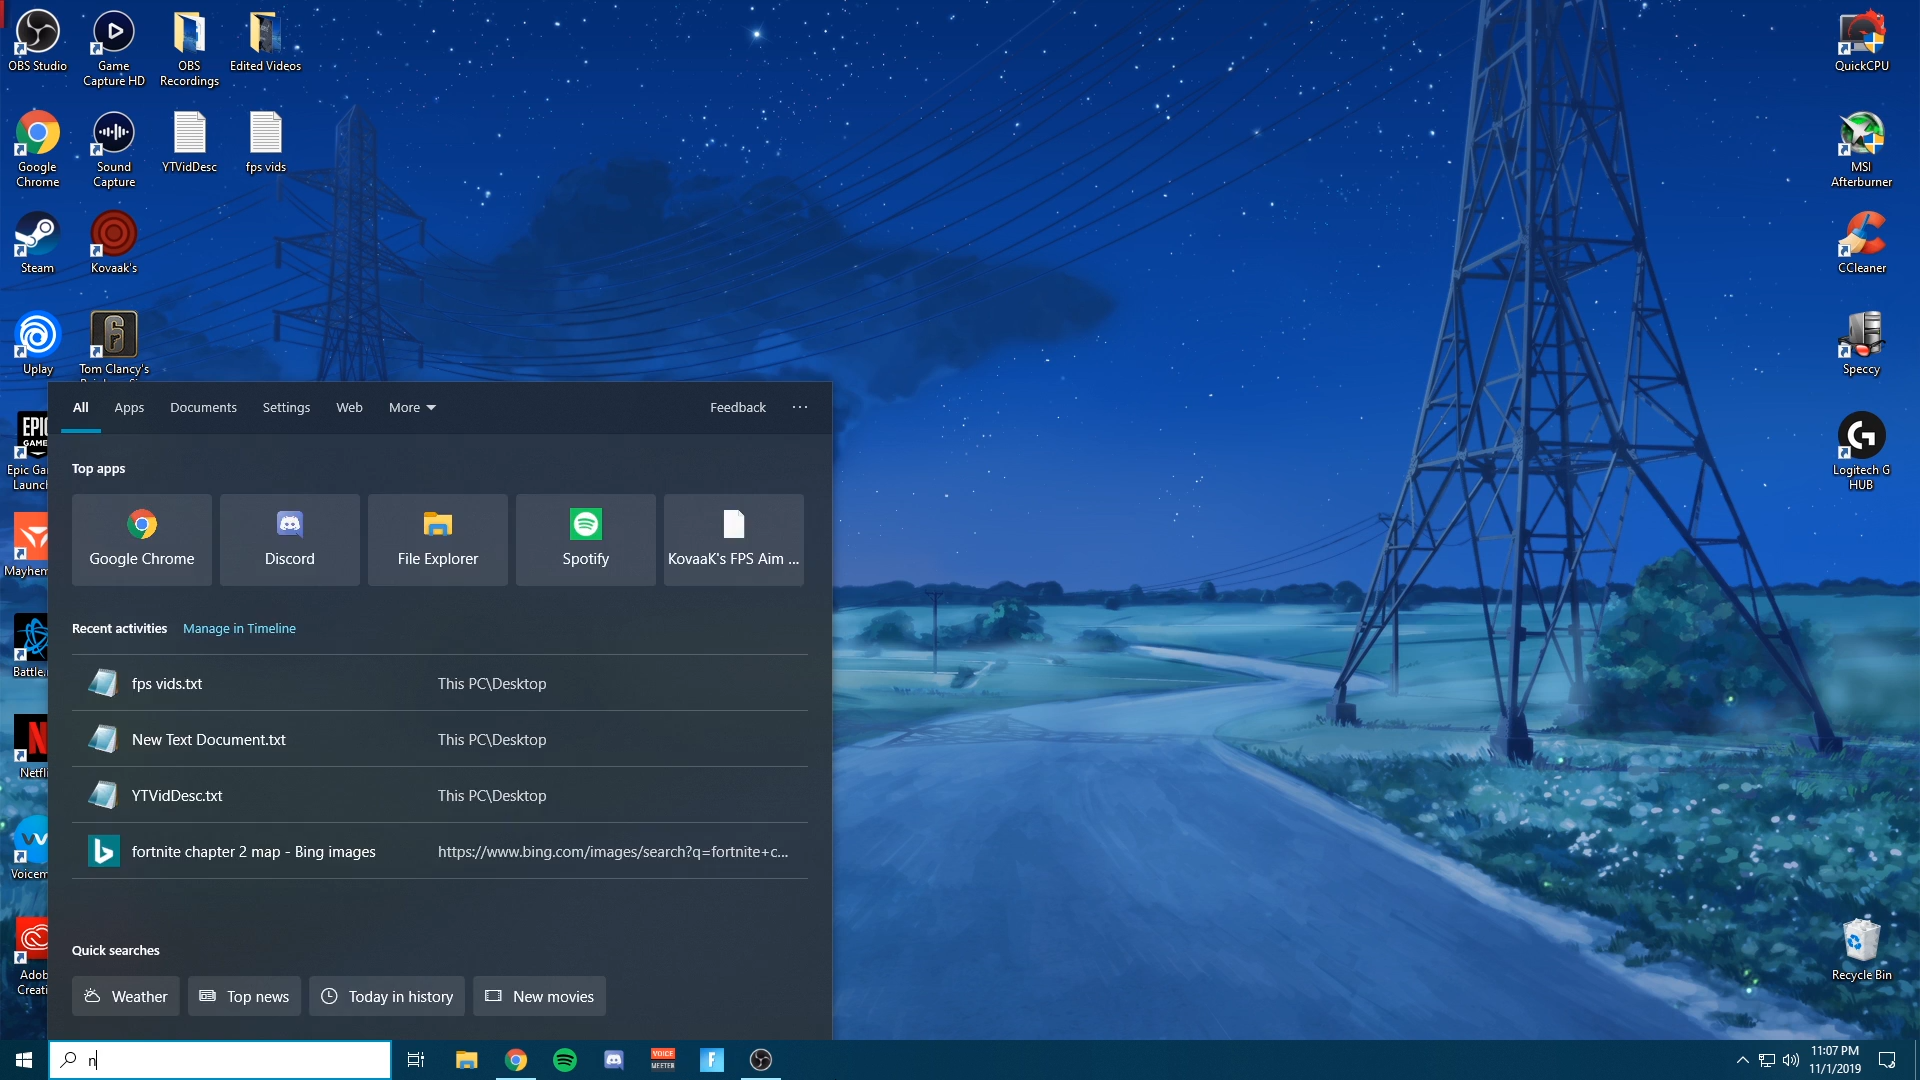 OBS Studio
Game
Capture HD
OBS
Recordings
Edited Videos
QuickCPU
Google
Chrome
Sound
Capture
YTVidDesc
fps vids
MSI
Afterburner
Steam
Kovaak's
CCleaner
Uplay
Tom Clancy's
Speccy
All
Apps
Documents
Settings
Web
More
Feedback
EPIC
GAME
Epic Ga
Launch
Logitech G
HUB
Top apps
Google Chrome
Discord
File Explorer
Spotify
KovaaK's FPS Aim ...
Mayhem
Recent activities
Manage in Timeline
Battle.
fps vids.txt
This PC\Desktop
New Text Document.txt
This PC\Desktop
Netfli
YTVidDesc.txt
This PC\Desktop
fortnite chapter 2 map - Bing images
https://www.bing.com/images/search?q=fortnite+c...
Voicem
Adob
Creati
Recycle Bin
Quick searches
Weather
Top news
Today in history
New movies
n
VOICE
MEETER
11:07 PM
11/1/2019